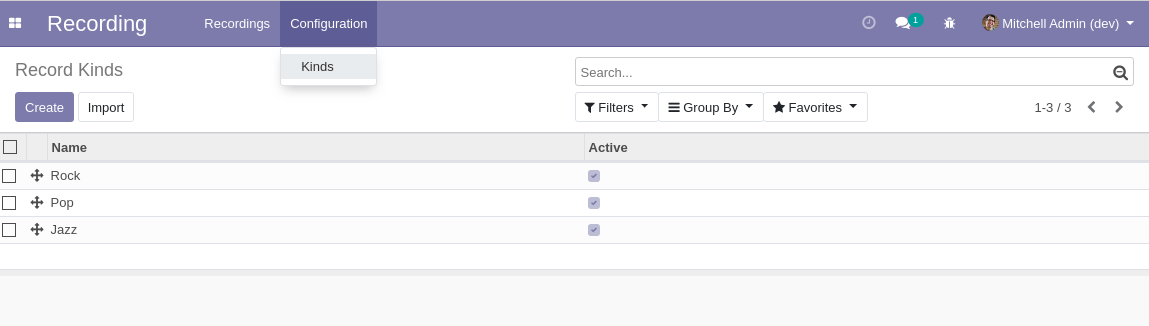 Recording Recordings Configuration 1 Mitchell Admin (dev)
Kinds
Record Kinds
Search...
Create Import
Filters Group By Favorites 1-3 / 3
Name Active
Rock
Pop
Jazz